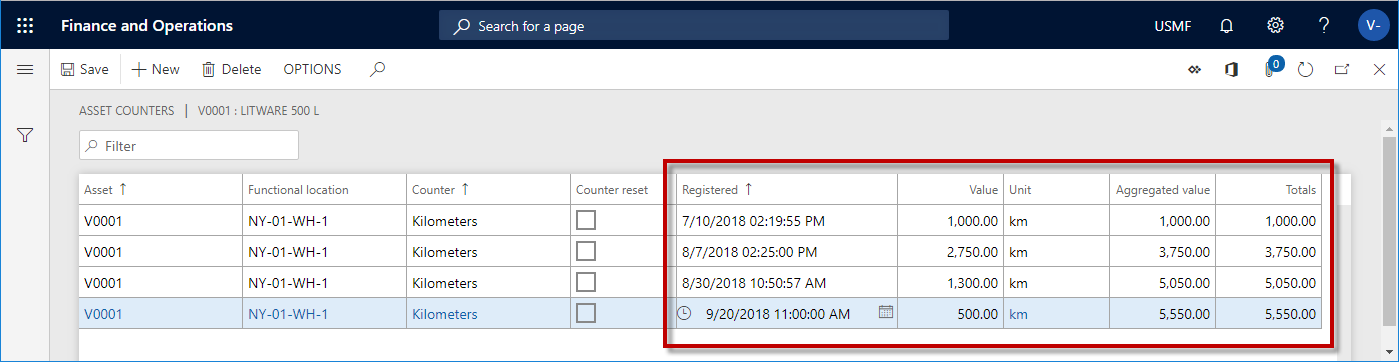 Finance and Operations Search for a page USMF V-
Save New Delete OPTIONS 0
ASSET COUNTERS | V0001 : LITWARE 500 L
Filter
Asset Functional location Counter Counter reset Registered Value Unit Aggregated value Totals
V0001 NY-01-WH-1 Kilometers 7/10/2018 02:19:55 PM 1,000.00 km 1,000.00 1,000.00
V0001 NY-01-WH-1 Kilometers 8/7/2018 02:25:00 PM 2,750.00 km 3,750.00 3,750.00
V0001 NY-01-WH-1 Kilometers 8/30/2018 10:50:57 AM 1,300.00 km 5,050.00 5,050.00
V0001 NY-01-WH-1 Kilometers 9/20/2018 11:00:00 AM 500.00 km 5,550.00 5,550.00